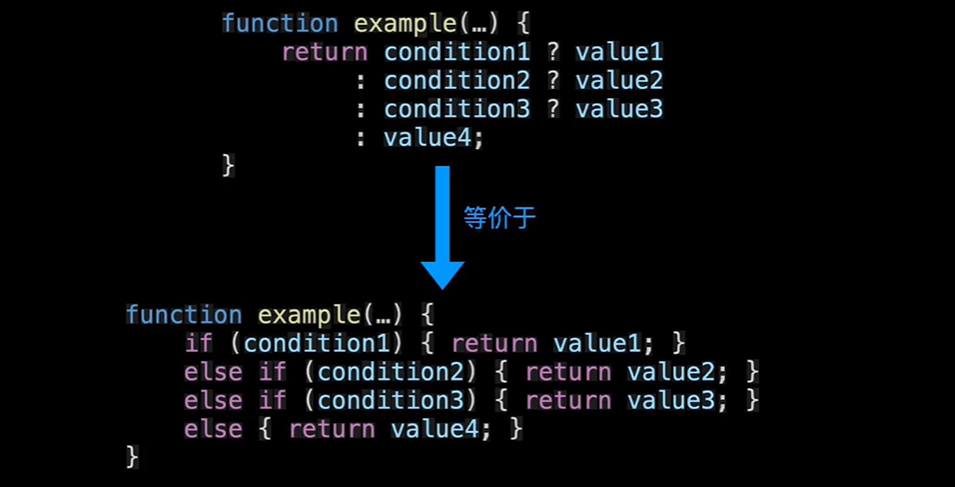 function example(…) {
return condition1 ? value1
: condition2 ? value2
: condition3 ? value3
: value4;
}
等价于
function example(…) {
if (condition1) { return value1; }
else if (condition2) { return value2; }
else if (condition3) { return value3; }
else { return value4; }
}